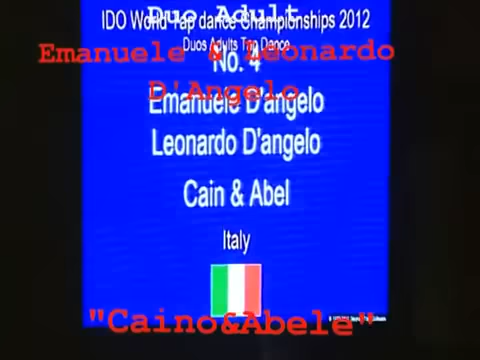 Duo Adult
IDO World Tap dance Championships 2012
Duos Adults Tap Dance
Emanuele & Leonardo
No. 4
D'Angelo
Emanuele D'angelo
Leonardo D'angelo
Cain & Abel
Italy
"Caino&Abele"